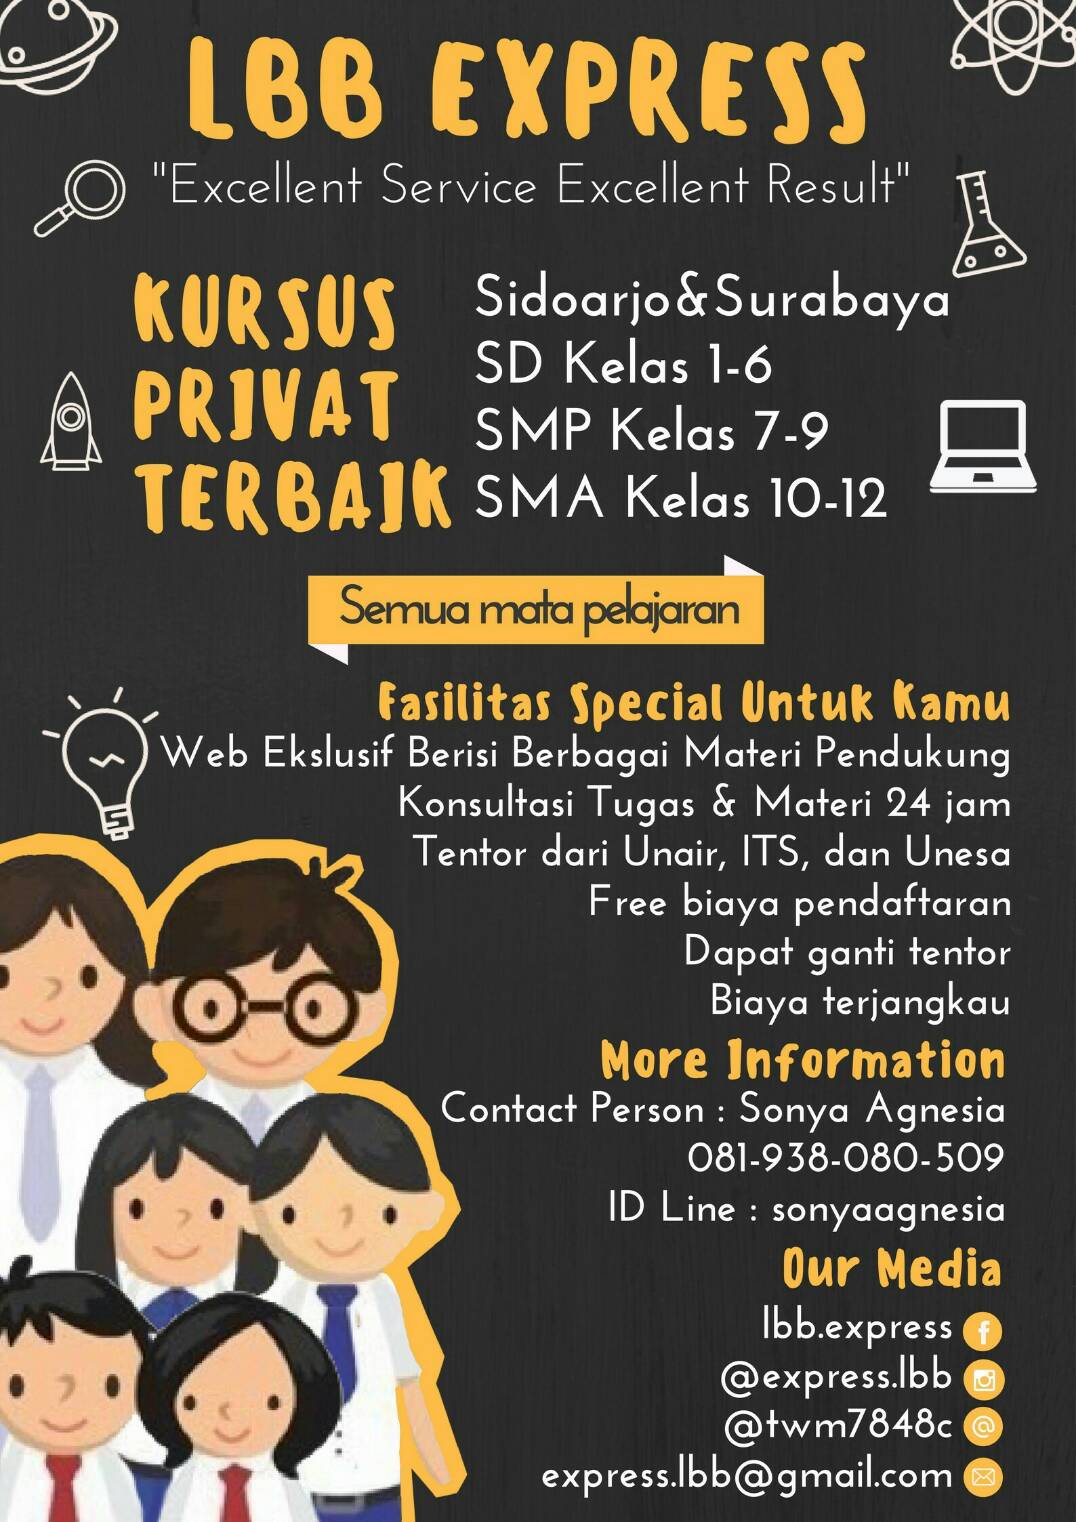 LBB EXPRESS
"Excellent Service Excellent Result"
KURSUS
PRIVAT
TERBAIK
Sidoarjo&Surabaya
SD Kelas 1-6
SMP Kelas 7-9
SMA Kelas 10-12
Semua mata pelajaran
Fasilitas Special Untuk Kamu
Web Ekslusif Berisi Berbagai Materi Pendukung
Konsultasi Tugas & Materi 24 jam
Tentor dari Unair, ITS, dan Unesa
Free biaya pendaftaran
Dapat ganti tentor
Biaya terjangkau
More Information
Contact Person : Sonya Agnesia
081-938-080-509
ID Line : sonyaagnesia
Our Media
lbb.express
@express.lbb
@twm7848c
express.lbb@gmail.com